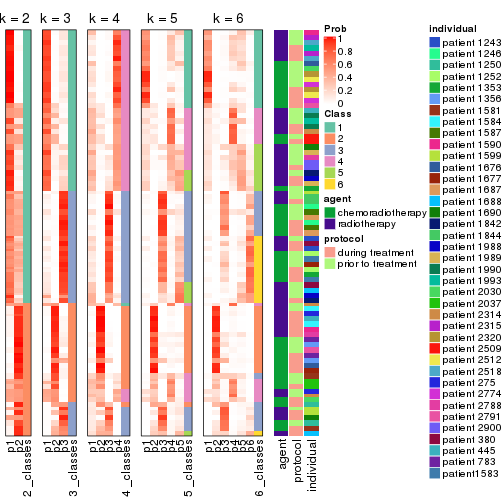 k = 2 k = 3 k = 4 k = 5 k = 6
Prob
1
0.8
0.6
0.4
0.2
0
Class
1
2
3
4
5
6
agent
chemoradiotherapy
radiotherapy
protocol
during treatment
prior to treatment
individual
patient 1243
patient 1246
patient 1250
patient 1252
patient 1353
patient 1356
patient 1581
patient 1584
patient 1587
patient 1590
patient 1599
patient 1676
patient 1677
patient 1687
patient 1688
patient 1690
patient 1842
patient 1844
patient 1988
patient 1989
patient 1990
patient 1993
patient 2030
patient 2037
patient 2314
patient 2315
patient 2320
patient 2509
patient 2512
patient 2518
patient 275
patient 2774
patient 2788
patient 2791
patient 2900
patient 380
patient 445
patient 783
patient1583
p1 p2 2_classes p1 p2 p3 3_classes p1 p2 p3 p4 4_classes p1 p2 p3 p4 p5 5_classes p1 p2 p3 p4 p5 p6 6_classes agent protocol individual